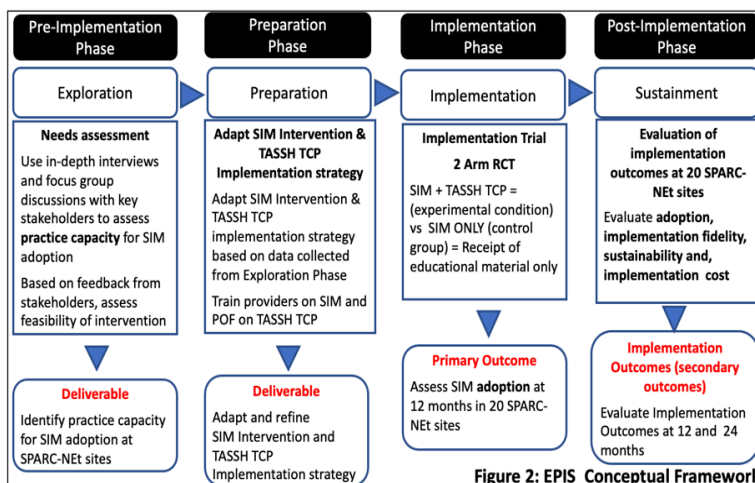 Pre-Implementation
Phase
Preparation
Phase
Implementation
Phase
Post-Implementation
Phase
Exploration
Preparation
Implementation
Sustainment
Needs assessment
Use in-depth interviews
and focus group
discussions with key
stakeholders to assess
practice capacity for SIM
adoption
Based on feedback from
stakeholders, assess
feasibility of intervention
Adapt SIM Intervention &
TASSH TCP
Implementation strategy
Adapt SIM Intervention &
TASSH TCP
implementation strategy
based on data collected
from Exploration Phase
Train providers on SIM and
POF on TASSH TCP
Implementation Trial
2 Arm RCT
SIM + TASSH TCP =
(experimental condition)
vs SIM ONLY (control
group) = Receipt of
educational material only
Evaluation of
implementation
outcomes at 20 SPARC-
NEt sites
Evaluate adoption,
implementation fidelity,
sustainability and,
implementation cost
Deliverable
Identify practice capacity
for SIM adoption at
SPARC-NEt sites
Deliverable
Adapt and refine
SIM Intervention and
TASSH TCP
Implementation strategy
Primary Outcome
Assess SIM adoption at
12 months in 20 SPARC-
NEt sites
Implementation
Outcomes (secondary
outcomes)
Evaluate Implementation
Outcomes at 12 and 24
months
Figure 2: EPIS Conceptual Framework